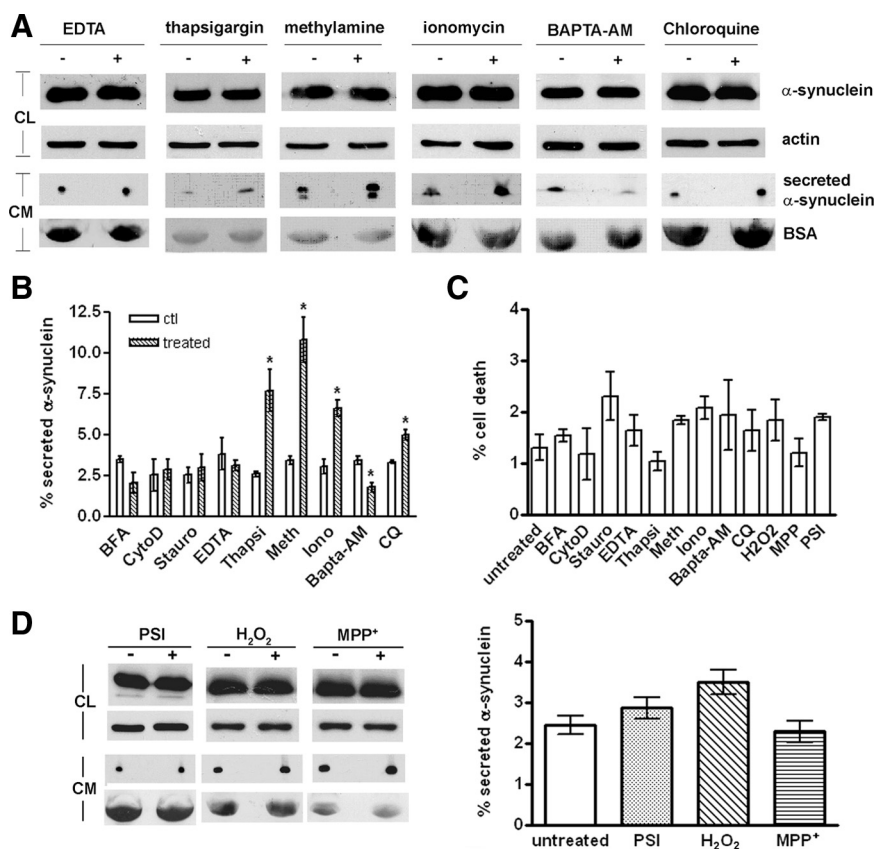 A
EDTA thapsigargin methylamine ionomycin BAPTA-AM Chloroquine
- + - + - + - + - + - +
CL
α-synuclein
actin
CM
secreted
α-synuclein
BSA
B
% secreted α-synuclein
12.5
10.0
7.5
5.0
2.5
0.0
ctl
treated
* * * * *
BFA CytoD Stauro EDTA Thapsi Meth Iono Bapta-AM CQ
C
% cell death
4
3
2
1
0
untreated BFA CytoD Stauro EDTA Thapsi Meth Iono Bapta-AM CQ H2O2 MPP PSI
D
PSI H₂O₂ MPP⁺
- + - + - +
CL
CM
% secreted α-synuclein
5
4
3
2
1
0
untreated PSI H₂O₂ MPP⁺